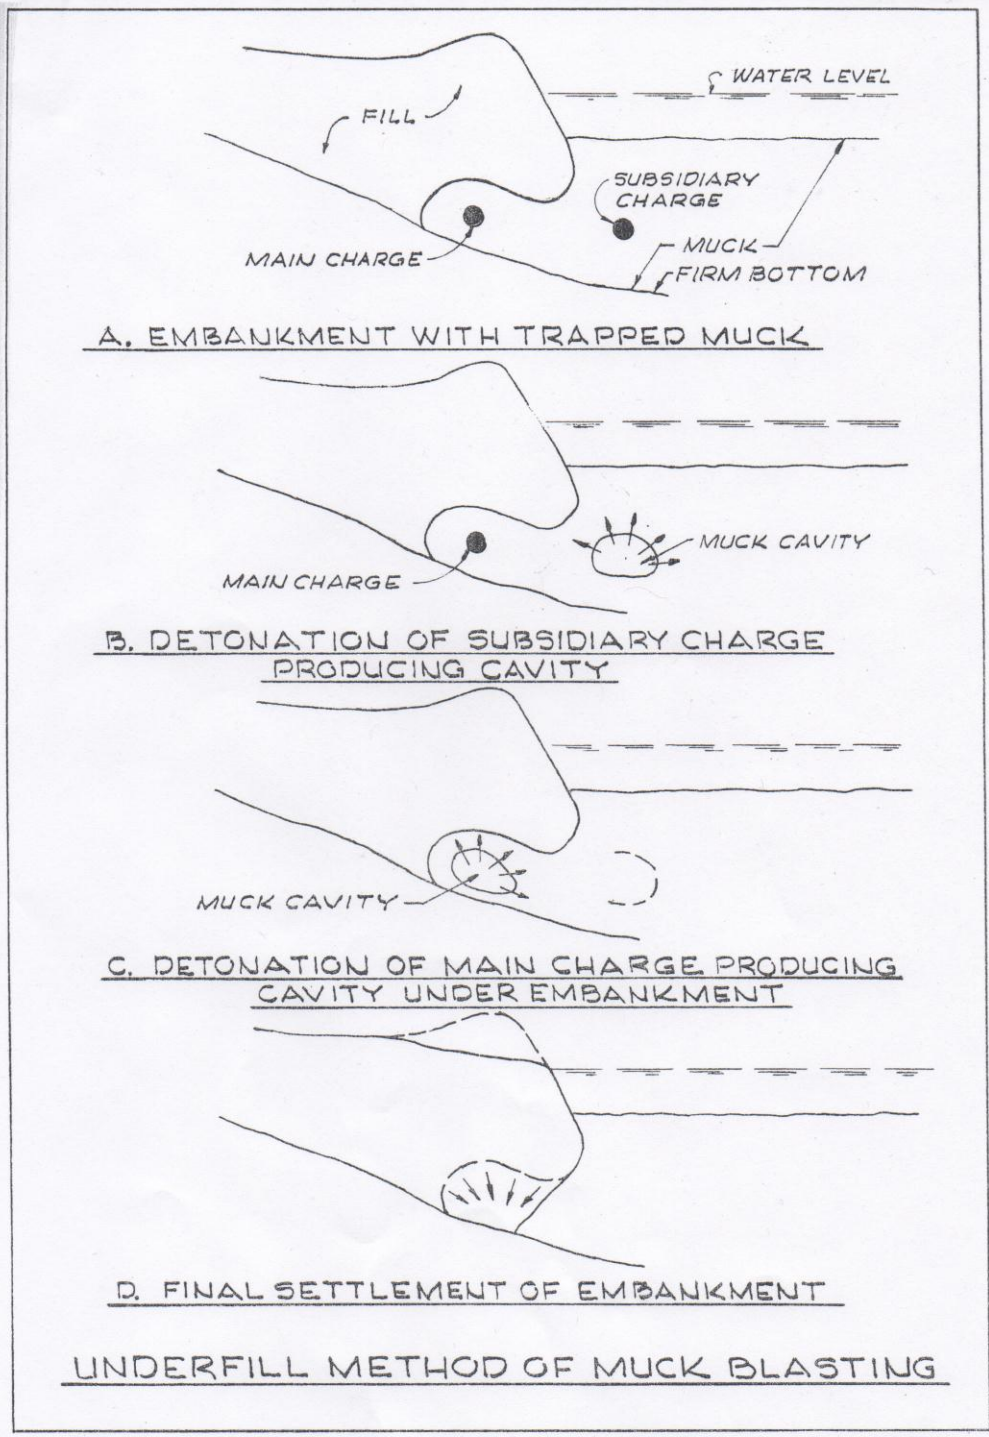 WATER LEVEL
FILL
SUBSIDIARY
CHARGE
MAIN CHARGE
MUCK
FIRM BOTTOM
A. EMBANKMENT WITH TRAPPED MUCK
MUCK CAVITY
MAIN CHARGE
B. DETONATION OF SUBSIDIARY CHARGE
PRODUCING CAVITY
MUCK CAVITY
C. DETONATION OF MAIN CHARGE PRODUCING
CAVITY UNDER EMBANKMENT
D. FINAL SETTLEMENT OF EMBANKMENT
UNDERFILL METHOD OF MUCK BLASTING